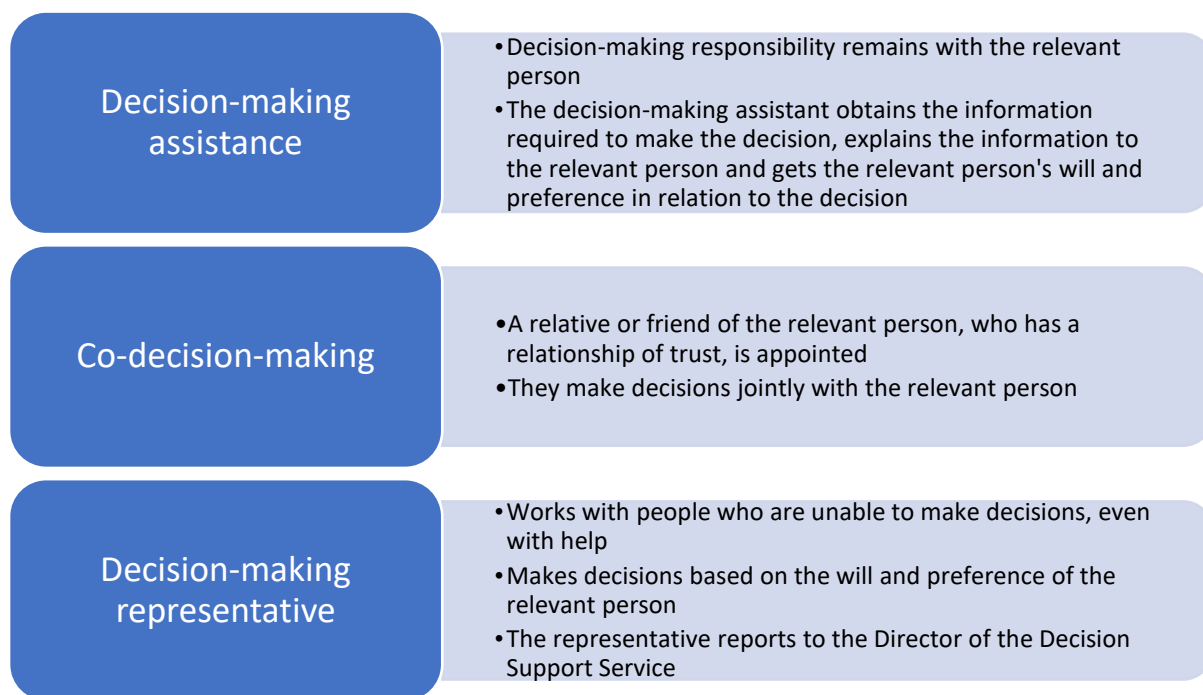 Decision-making
assistance
•Decision-making responsibility remains with the relevant
person
•The decision-making assistant obtains the information
required to make the decision, explains the information to
the relevant person and gets the relevant person's will and
preference in relation to the decision
Co-decision-making
•A relative or friend of the relevant person, who has a
relationship of trust, is appointed
•They make decisions jointly with the relevant person
Decision-making
representative
•Works with people who are unable to make decisions, even
with help
•Makes decisions based on the will and preference of the
relevant person
•The representative reports to the Director of the Decision
Support Service